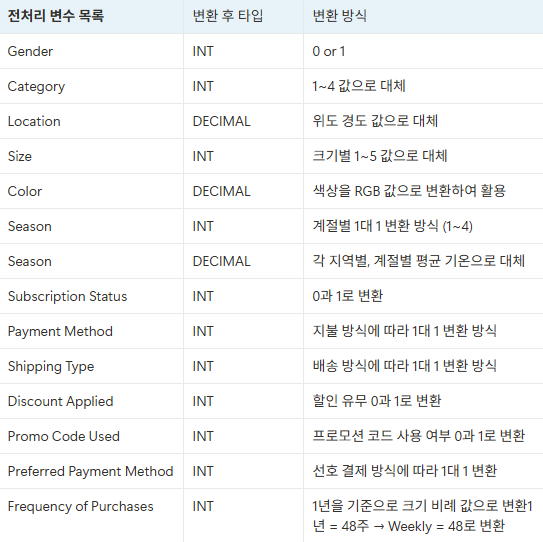 전처리 변수 목록 변환 후 타입 변환 방식
Gender INT 0 or 1
Category INT 1~4 값으로 대체
Location DECIMAL 위도 경도 값으로 대체
Size INT 크기별 1~5 값으로 대체
Color DECIMAL 색상을 RGB 값으로 변환하여 활용
Season INT 계절별 1대 1 변환 방식 (1~4)
Season DECIMAL 각 지역별, 계절별 평균 기온으로 대체
Subscription Status INT 0과 1로 변환
Payment Method INT 지불 방식에 따라 1대 1 변환 방식
Shipping Type INT 배송 방식에 따라 1대 1 변환 방식
Discount Applied INT 할인 유무 0과 1로 변환
Promo Code Used INT 프로모션 코드 사용 여부 0과 1로 변환
Preferred Payment Method INT 선호 결제 방식에 따라 1대 1 변환
Frequency of Purchases INT 1년을 기준으로 크기 비례 값으로 변환1
년 = 48주 → Weekly = 48로 변환